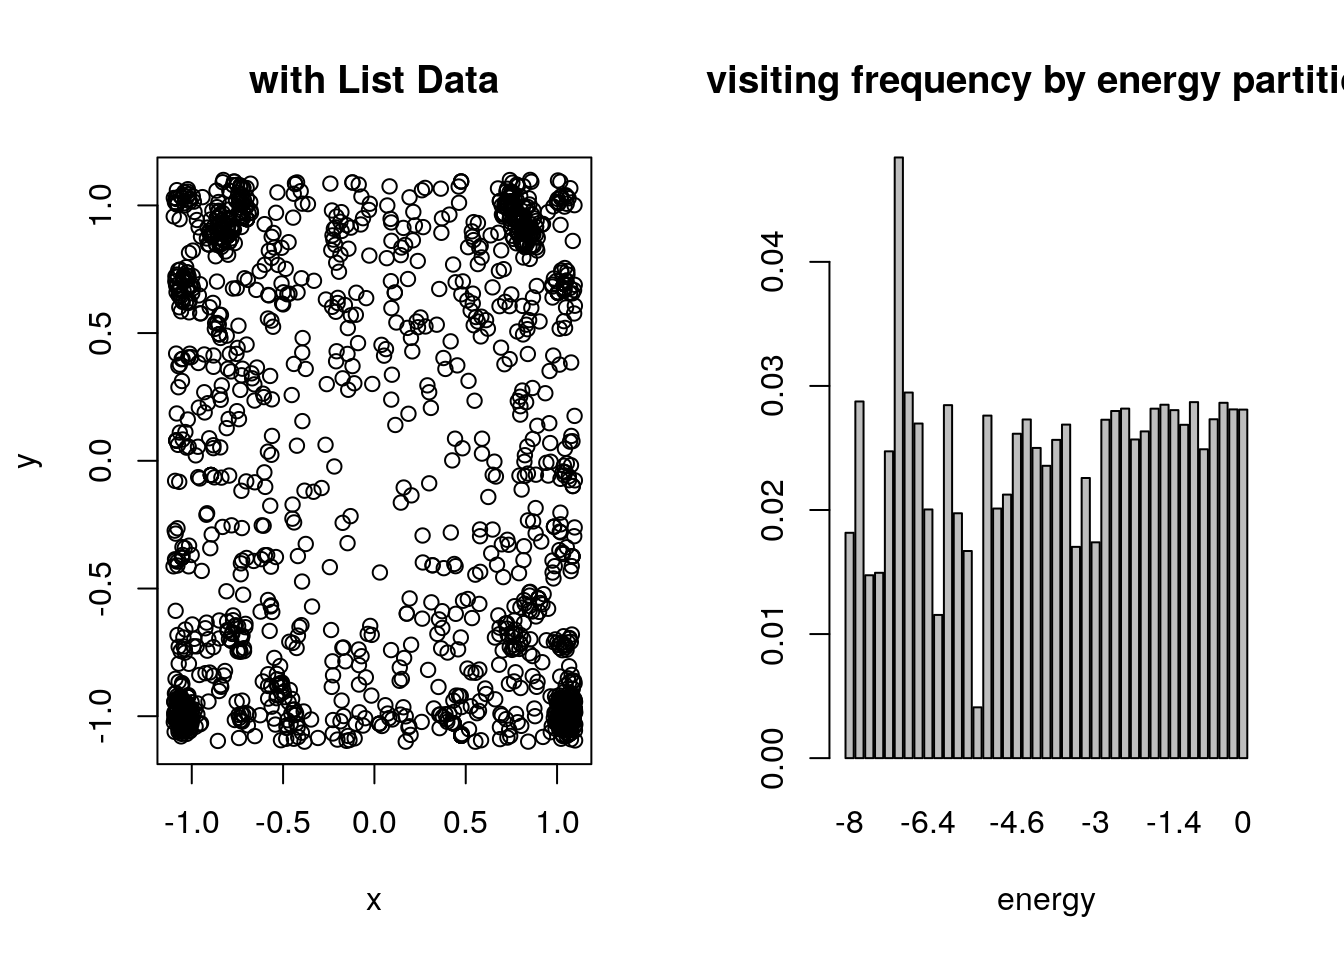 with List Data
1.0
0.5
0.0
-0.5
-1.0
y
-1.0 -0.5 0.0 0.5 1.0
x
visiting frequency by energy partiti
0.04
0.03
0.02
0.01
0.00
-8 -6.4 -4.6 -3 -1.4 0
energy